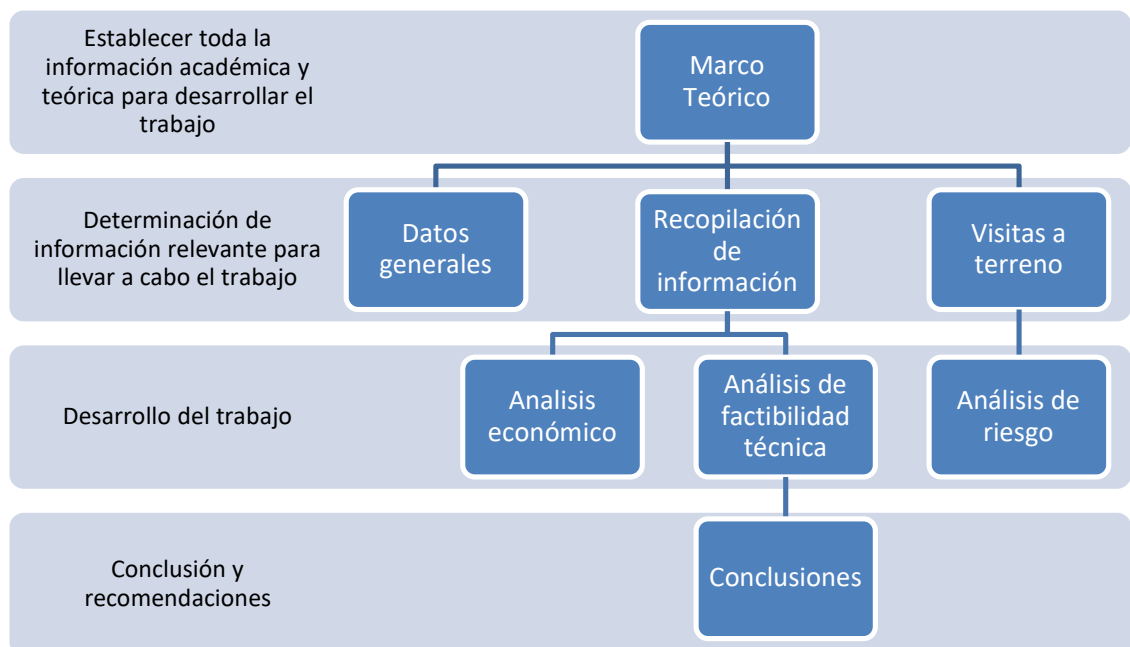 Establecer toda la
información académica y
teórica para desarrollar el
trabajo
Marco
Teórico
Determinación de
información relevante para
llevar a cabo el trabajo
Datos
generales
Recopilación
de
información
Visitas a
terreno
Desarrollo del trabajo
Analisis
económico
Análisis de
factibilidad
técnica
Análisis de
riesgo
Conclusión y
recomendaciones
Conclusiones